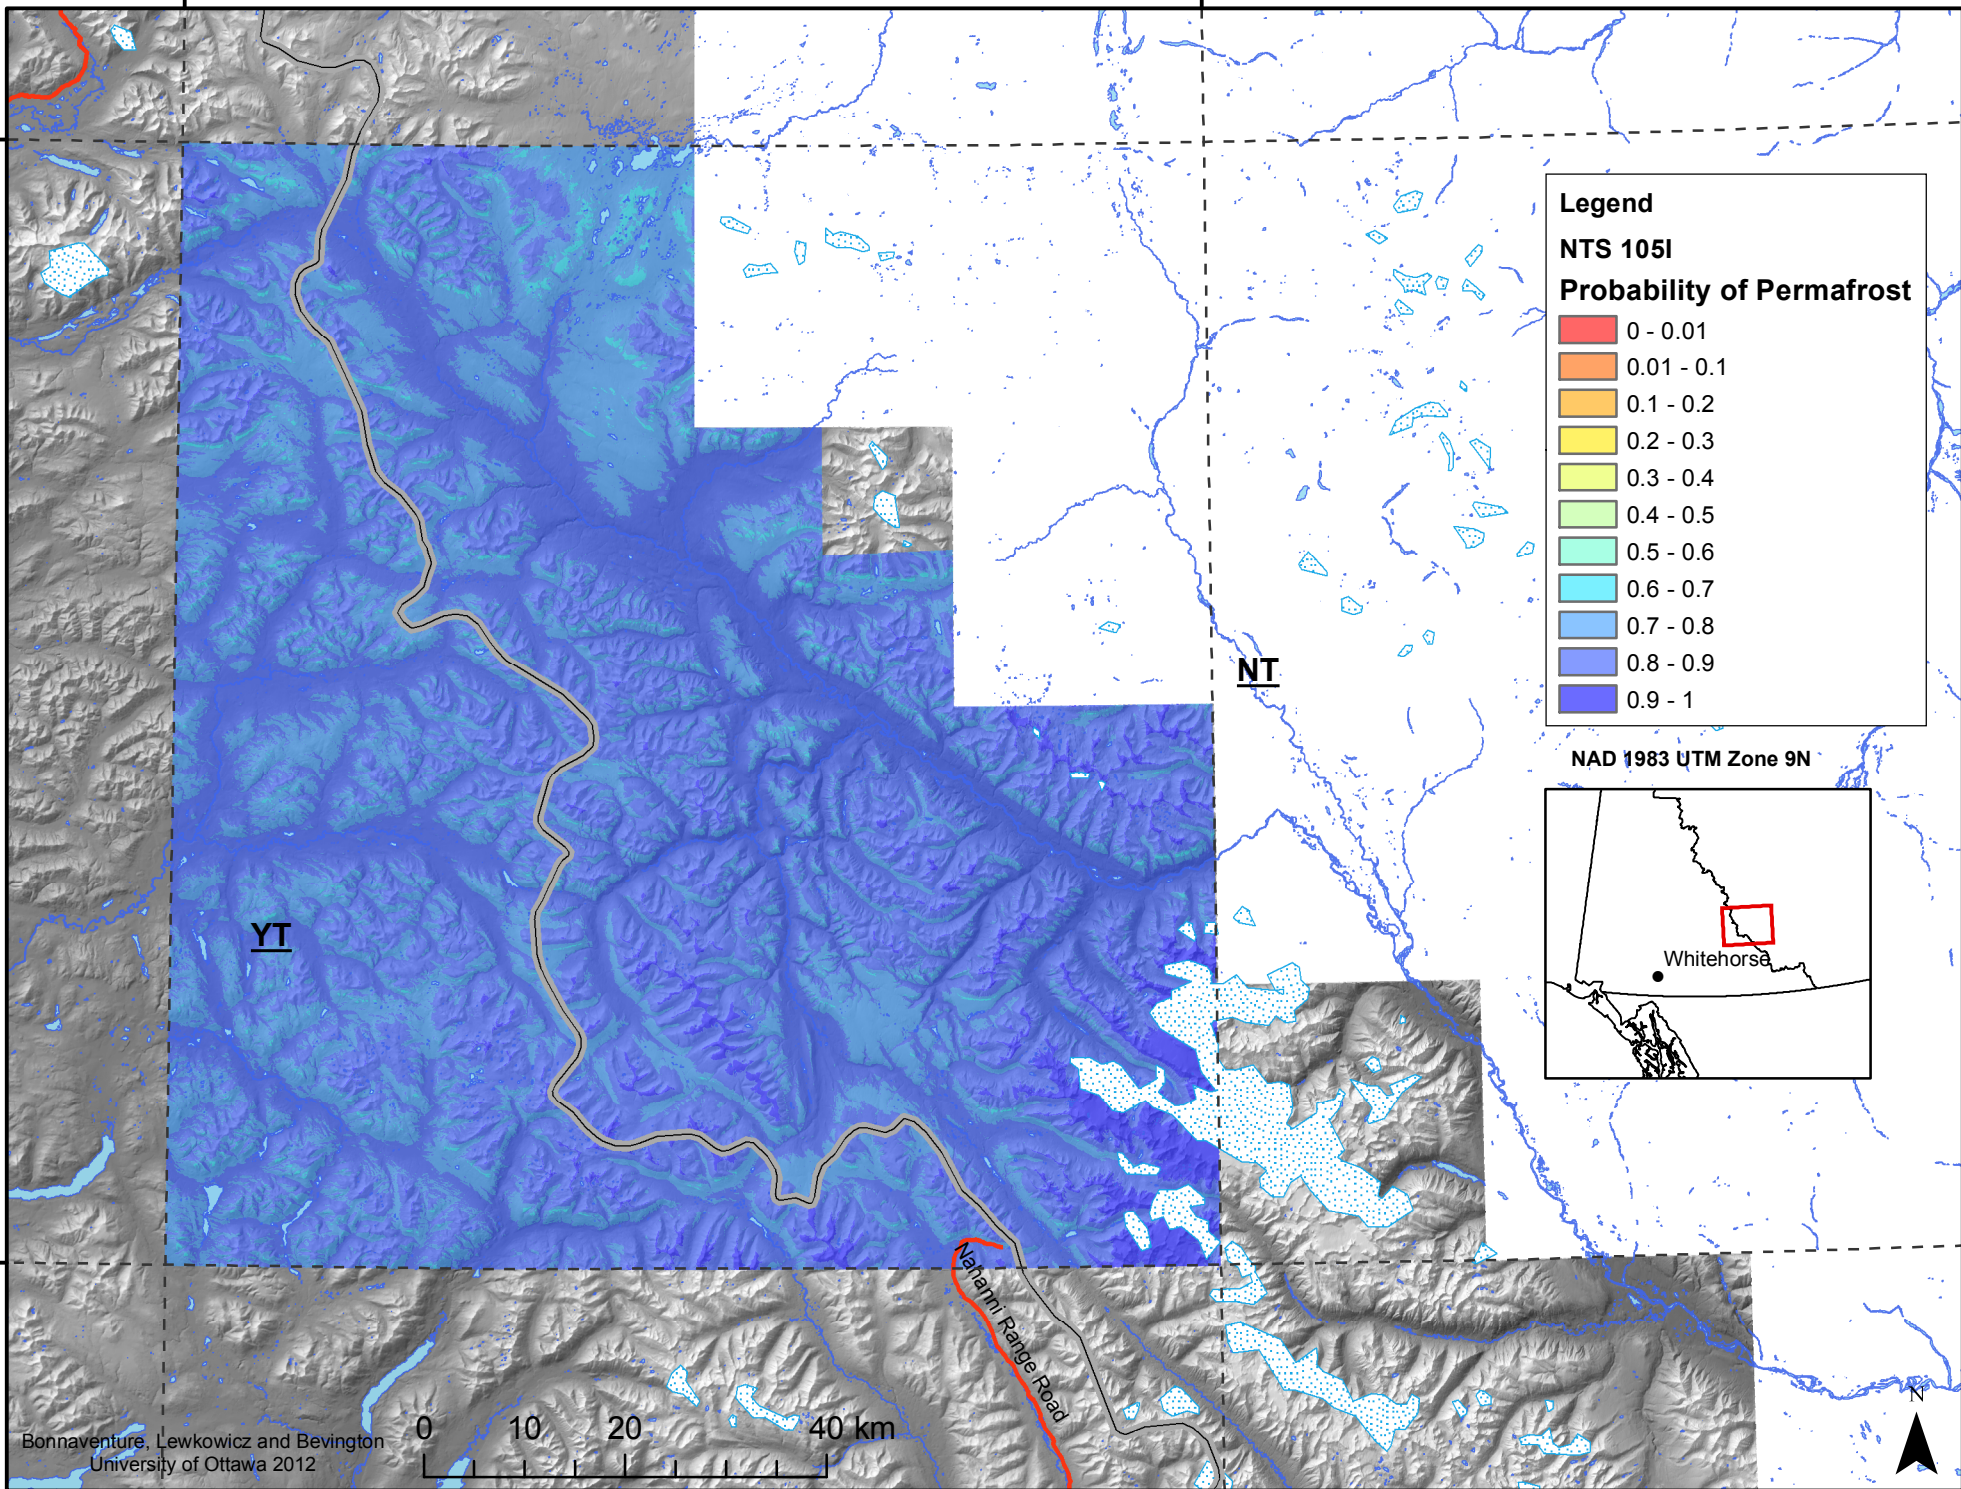 Legend
NTS 105I
Probability of Permafrost
0 - 0.01
0.01 - 0.1
0.1 - 0.2
0.2 - 0.3
0.3 - 0.4
0.4 - 0.5
0.5 - 0.6
0.6 - 0.7
0.7 - 0.8
0.8 - 0.9
0.9 - 1
NT
NAD 1983 UTM Zone 9N
YT
Whitehorse
Nahanni Range Road
N
0 10 20 40 km
Bonnaventure, Lewkowicz and Bevington
University of Ottawa 2012